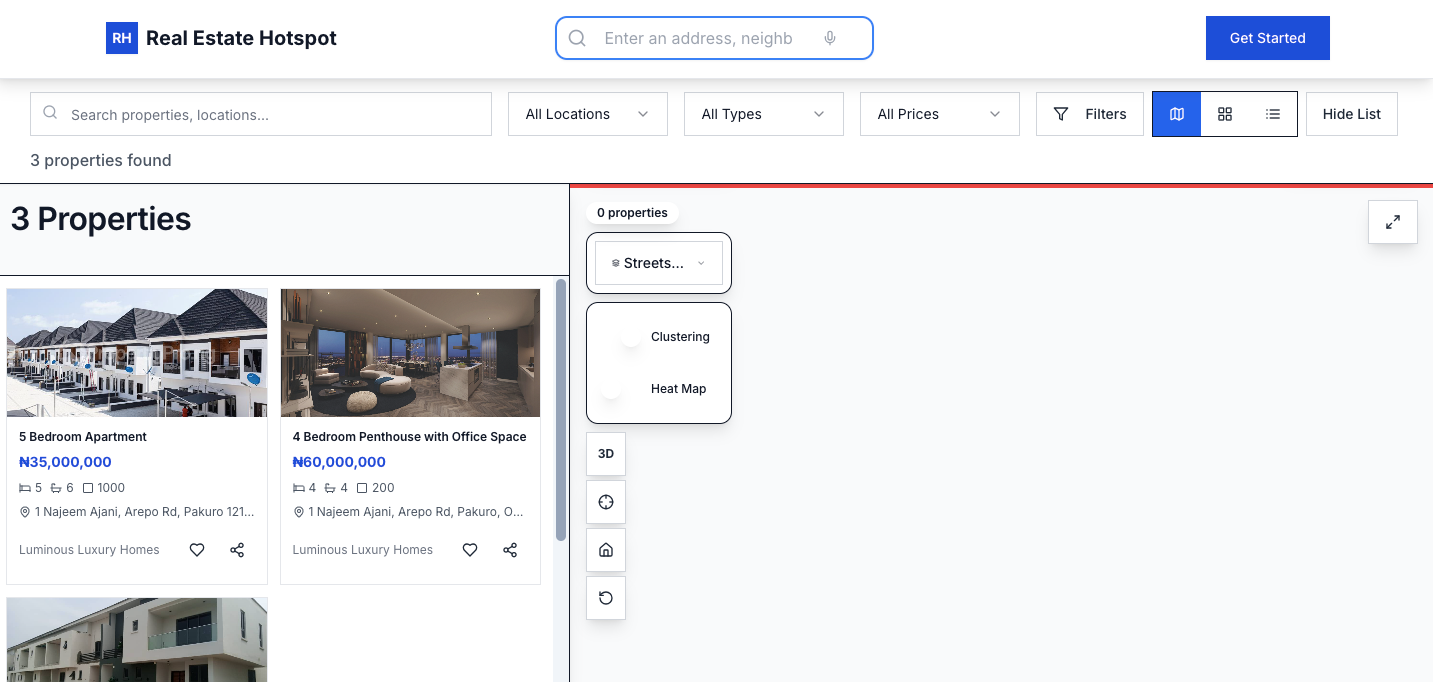 RH Real Estate Hotspot
Enter an address, neighb
Get Started
Search properties, locations...
All Locations
All Types
All Prices
Filters
Hide List
3 properties found
3 Properties
0 properties
Streets...
Clustering
Heat Map
3D
5 Bedroom Apartment
₦35,000,000
5 6 1000
1 Najeem Ajani, Arepo Rd, Pakuro 121...
Luminous Luxury Homes
4 Bedroom Penthouse with Office Space
₦60,000,000
4 4 200
1 Najeem Ajani, Arepo Rd, Pakuro, O...
Luminous Luxury Homes